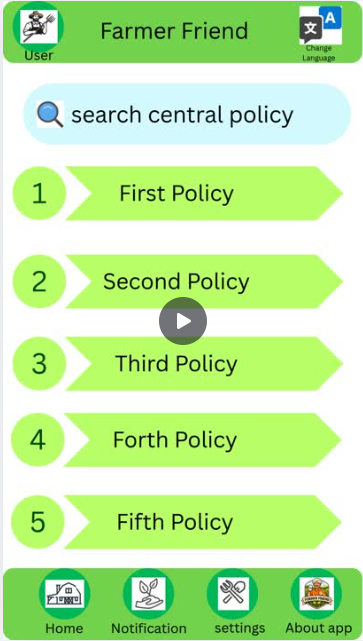 Farmer Friend
User
Change
Language
search central policy
1 First Policy
2 Second Policy
3 Third Policy
4 Forth Policy
5 Fifth Policy
Home Notification settings About app